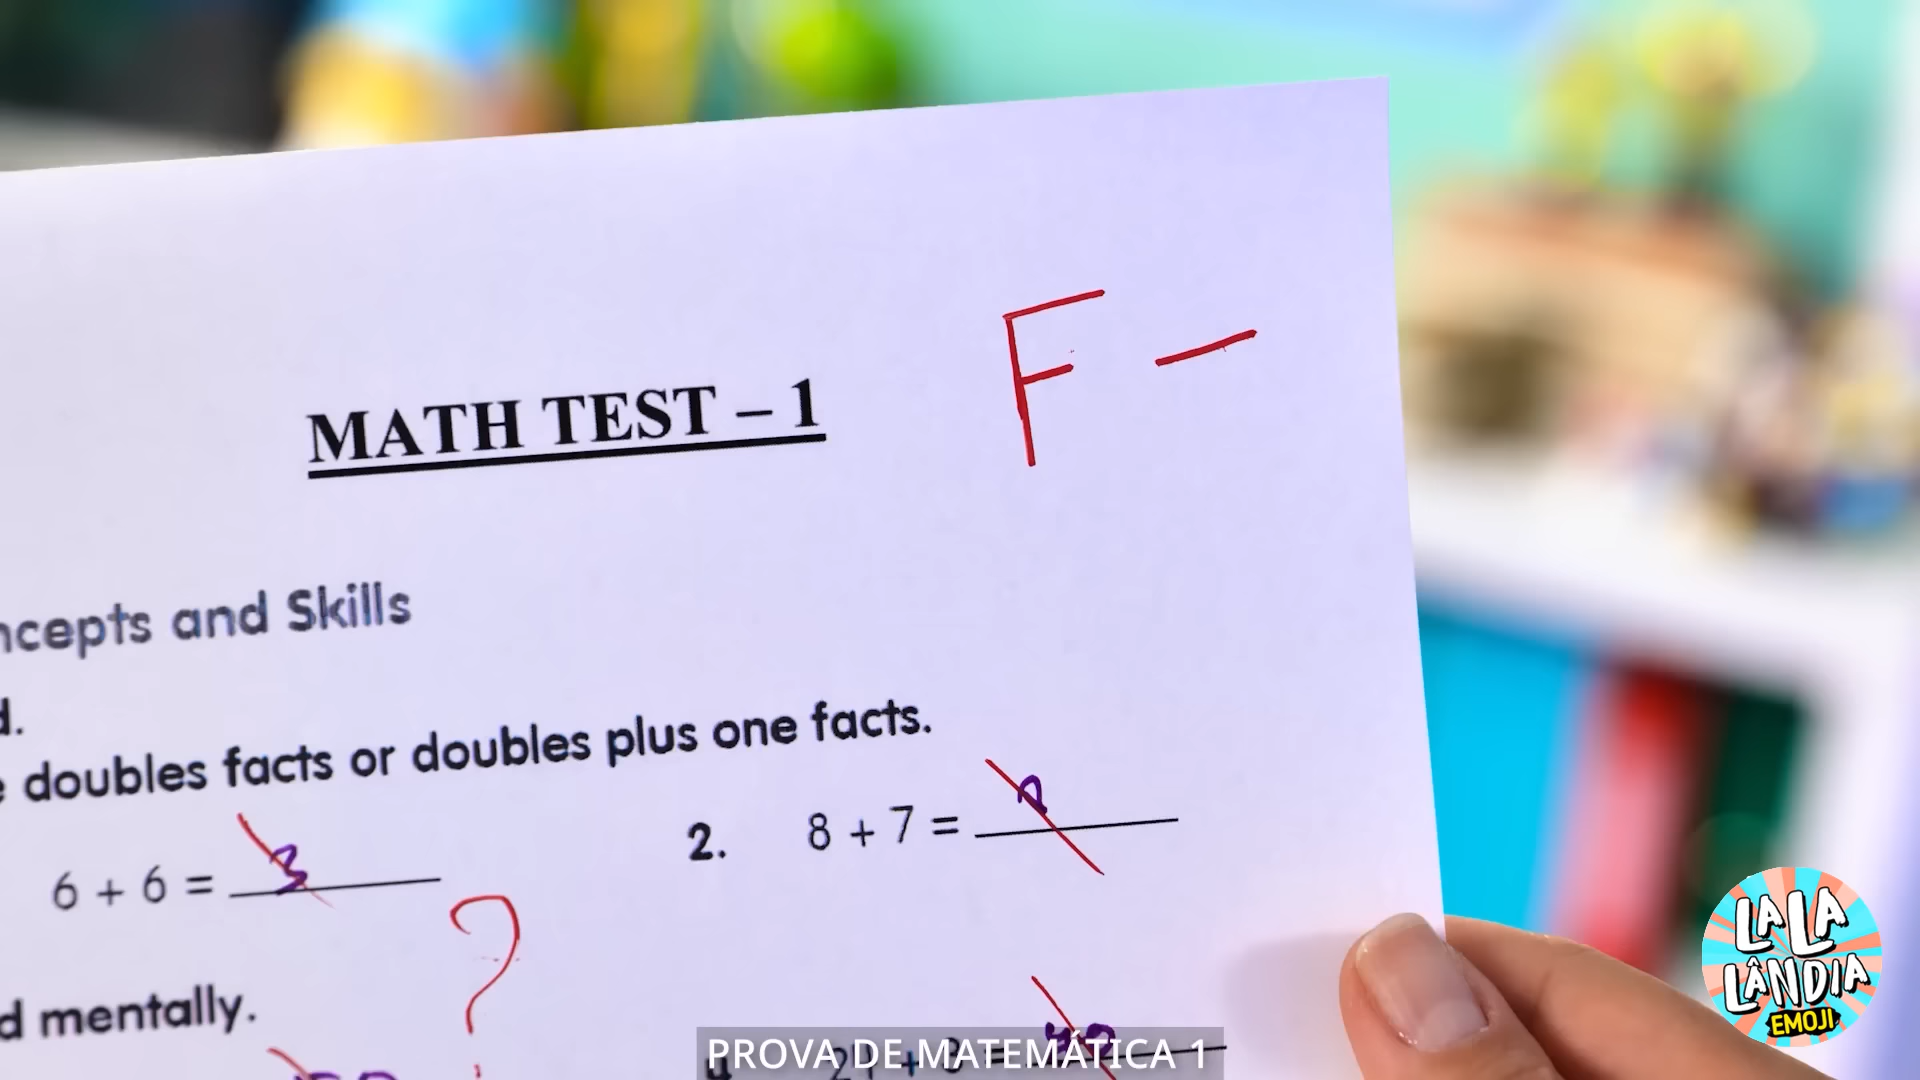 F -
MATH TEST – 1
ncepts and Skills
d.
e doubles facts or doubles plus one facts.
6 + 6 = 3
2. 8 + 7 =
?
d mentally.
PROVA DE MATEMÁTICA 1
LA LA
LÂNDIA
EMOJI